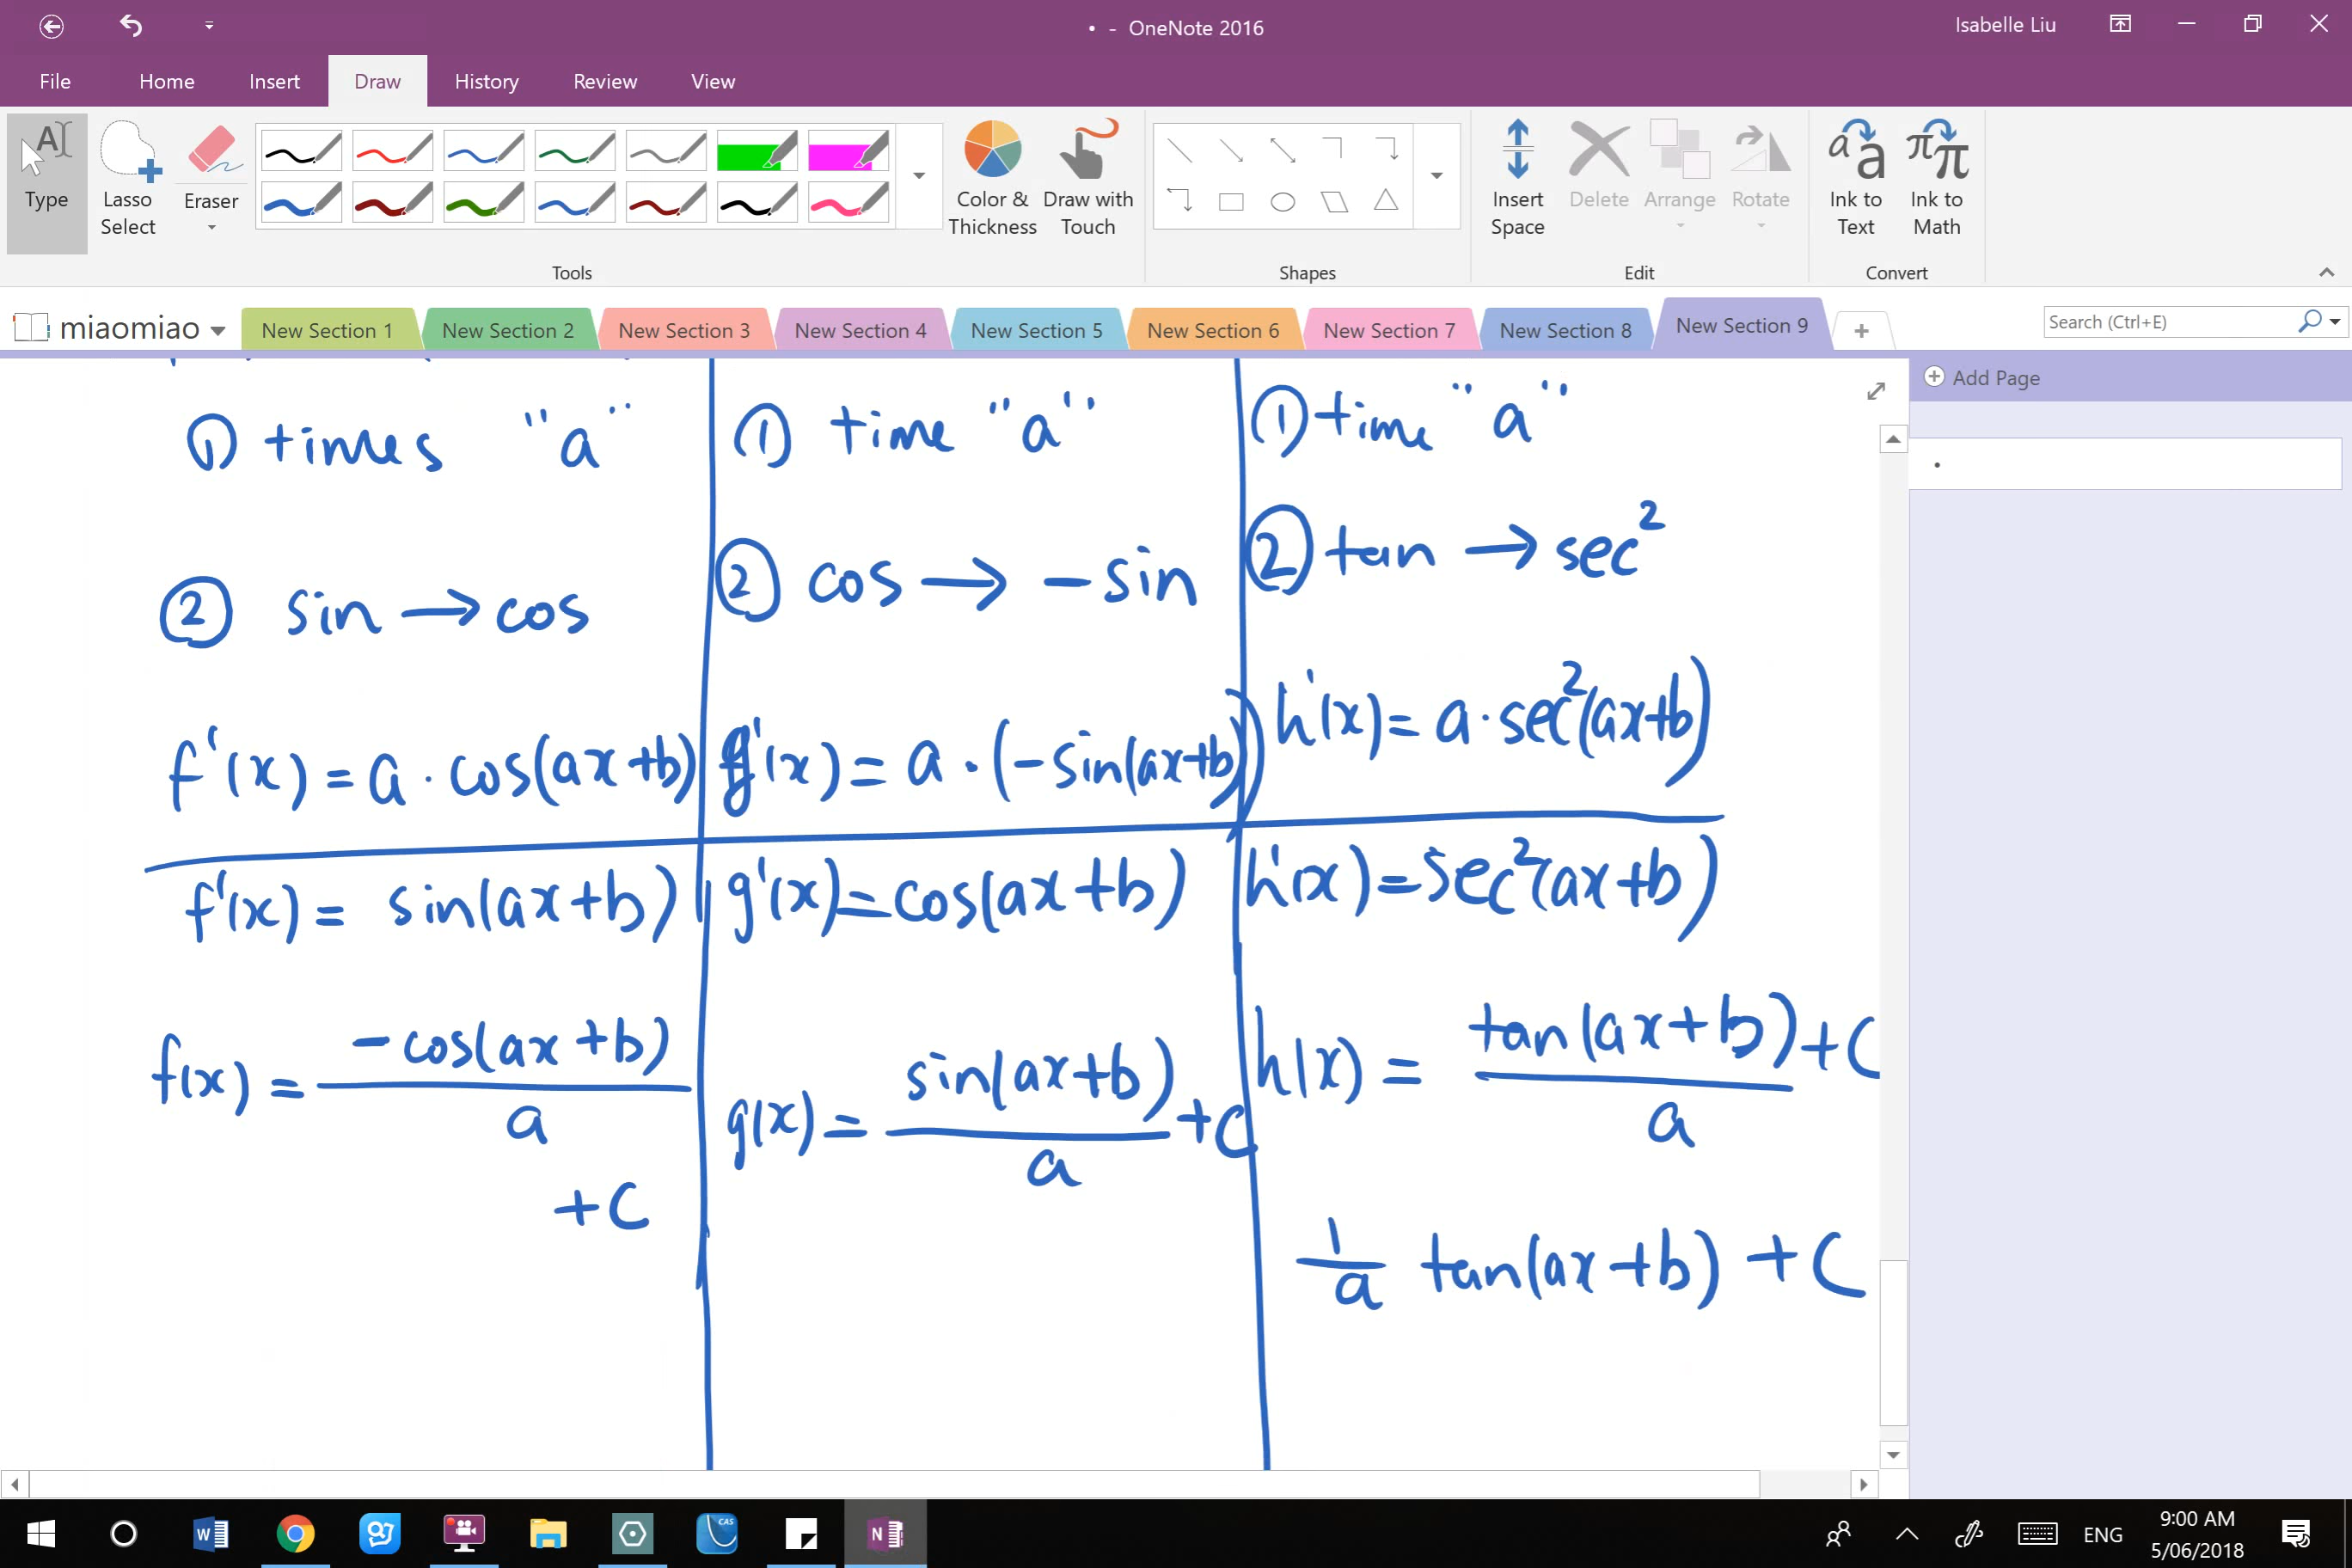 • - OneNote 2016
Isabelle Liu
File Home Insert Draw History Review View
Type
Lasso Select
Eraser
Color & Thickness
Draw with Touch
Insert Space
Delete
Arrange
Rotate
Ink to Text
Ink to Math
Tools
Shapes
Edit
Convert
miaomiao
New Section 1
New Section 2
New Section 3
New Section 4
New Section 5
New Section 6
New Section 7
New Section 8
New Section 9
Search (Ctrl+E)
Add Page
① times "a"
② sin → cos
f'(x) = a · cos(ax+b)
f'(x) = sin(ax+b)
f(x) = -cos(ax+b)/a
+C
① time "a"
② cos → -sin
g'(x) = a · (-sin(ax+b))
g'(x) = cos(ax+b)
g(x) = sin(ax+b)/a +C
① time "a"
② tan → sec²
h'(x) = a · sec²(ax+b)
h'(x) = sec²(ax+b)
h(x) = tan(ax+b)/a +C
1/a tan(ax+b) +C
CAS
ENG
9:00 AM
5/06/2018